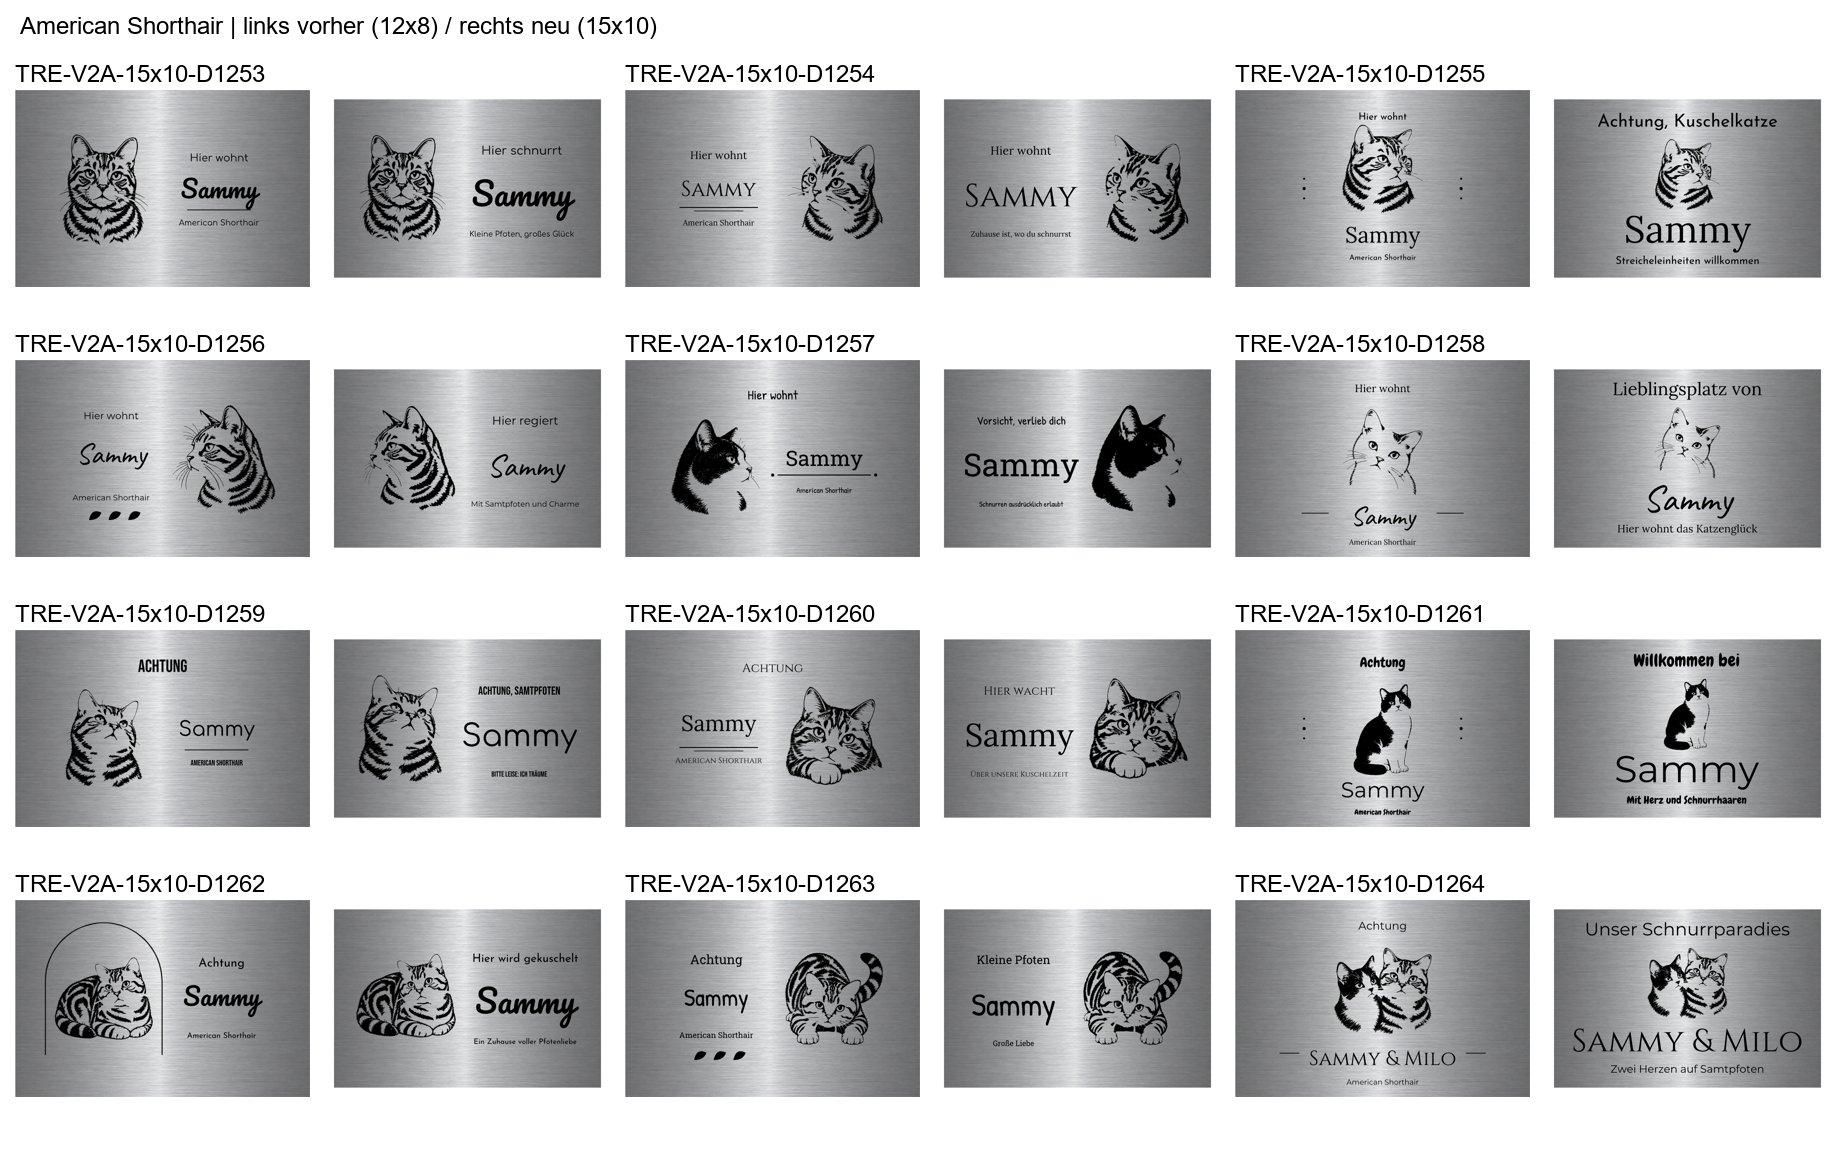 American Shorthair | links vorher (12x8) / rechts neu (15x10)
TRE-V2A-15x10-D1253
Hier wohnt
Sammy
American Shorthair
Hier schnurrt
Sammy
Kleine Pfoten, großes Glück
TRE-V2A-15x10-D1254
Hier wohnt
Sammy
American Shorthair
Hier wohnt
Sammy
Zuhause ist, wo du schnurrst
TRE-V2A-15x10-D1255
Hier wohnt
Sammy
American Shorthair
Achtung, Kuschelkatze
Sammy
Streicheleinheiten willkommen
TRE-V2A-15x10-D1256
Hier wohnt
Sammy
American Shorthair
Hier regiert
Sammy
Mit Samtpfoten und Charme
TRE-V2A-15x10-D1257
Hier wohnt
Sammy
American Shorthair
Vorsicht, verlieb dich
Sammy
Schnurren ausdrücklich erlaubt
TRE-V2A-15x10-D1258
Hier wohnt
Sammy
American Shorthair
Lieblingsplatz von
Sammy
Hier wohnt das Katzenglück
TRE-V2A-15x10-D1259
ACHTUNG
Sammy
AMERICAN SHORTHAIR
ACHTUNG, SAMTPFOTEN
Sammy
BITTE LEISE: ICH TRÄUME
TRE-V2A-15x10-D1260
Achtung
Sammy
American Shorthair
Hier wacht
Sammy
Über unsere Kuschelzeit
TRE-V2A-15x10-D1261
Achtung
Sammy
American Shorthair
Willkommen bei
Sammy
Mit Herz und Schnurrhaaren
TRE-V2A-15x10-D1262
Achtung
Sammy
American Shorthair
Hier wird gekuschelt
Sammy
Ein Zuhause voller Pfotenliebe
TRE-V2A-15x10-D1263
Achtung
Sammy
American Shorthair
Kleine Pfoten
Sammy
Große Liebe
TRE-V2A-15x10-D1264
Achtung
Sammy & Milo
American Shorthair
Unser Schnurrparadies
Sammy & Milo
Zwei Herzen auf Samtpfoten